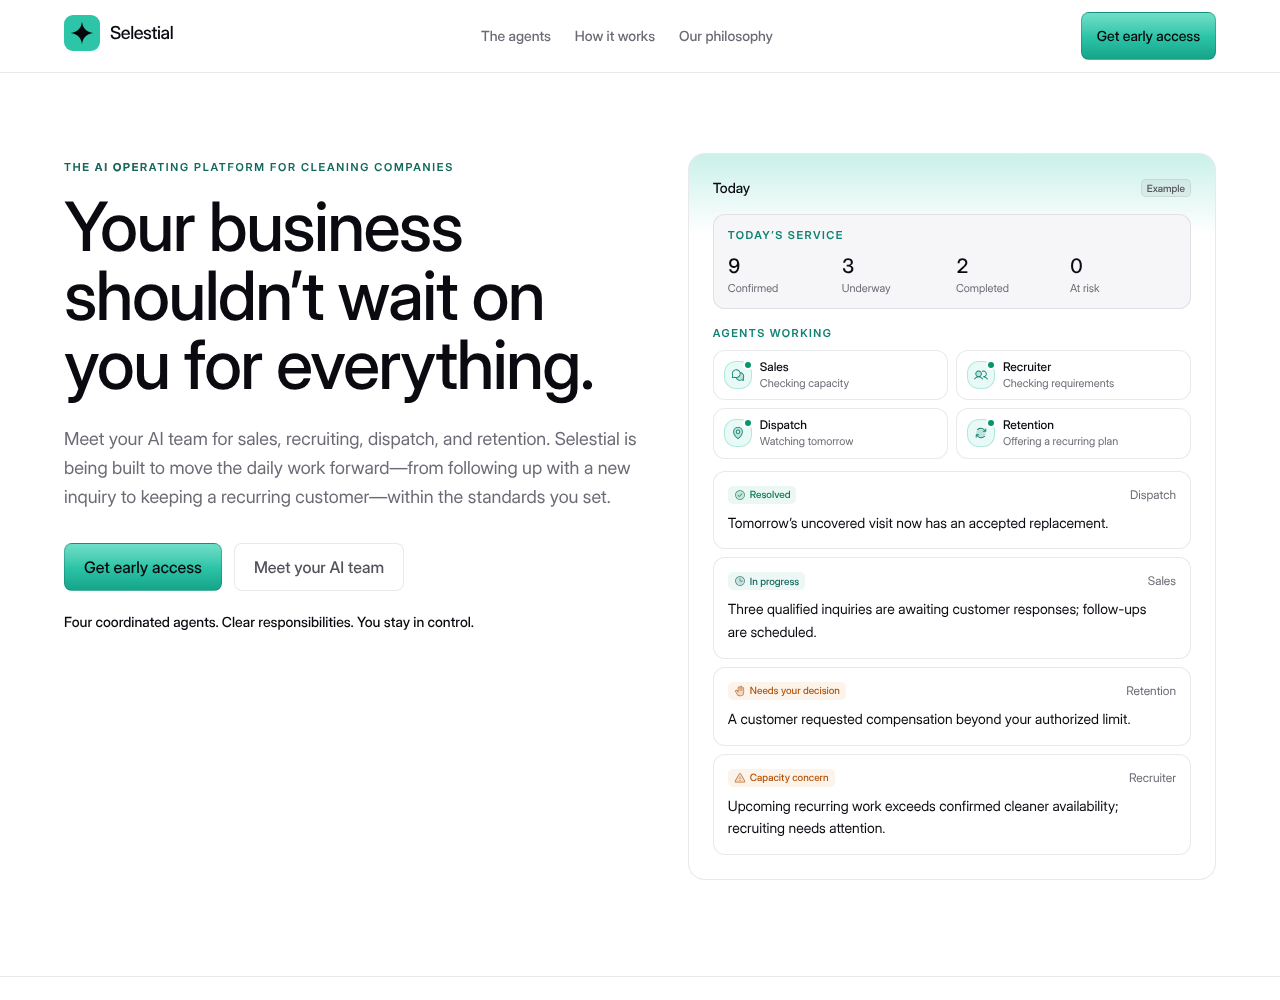 Selestial
The agents
How it works
Our philosophy
Get early access
THE AI OPERATING PLATFORM FOR CLEANING COMPANIES
Your business
shouldn’t wait on
you for everything.
Meet your AI team for sales, recruiting, dispatch, and retention. Selestial is
being built to move the daily work forward—from following up with a new
inquiry to keeping a recurring customer—within the standards you set.
Get early access
Meet your AI team
Four coordinated agents. Clear responsibilities. You stay in control.
Today
Example
TODAY’S SERVICE
9
Confirmed
3
Underway
2
Completed
0
At risk
AGENTS WORKING
Sales
Checking capacity
Recruiter
Checking requirements
Dispatch
Watching tomorrow
Retention
Offering a recurring plan
Resolved
Dispatch
Tomorrow’s uncovered visit now has an accepted replacement.
In progress
Sales
Three qualified inquiries are awaiting customer responses; follow-ups
are scheduled.
Needs your decision
Retention
A customer requested compensation beyond your authorized limit.
Capacity concern
Recruiter
Upcoming recurring work exceeds confirmed cleaner availability;
recruiting needs attention.